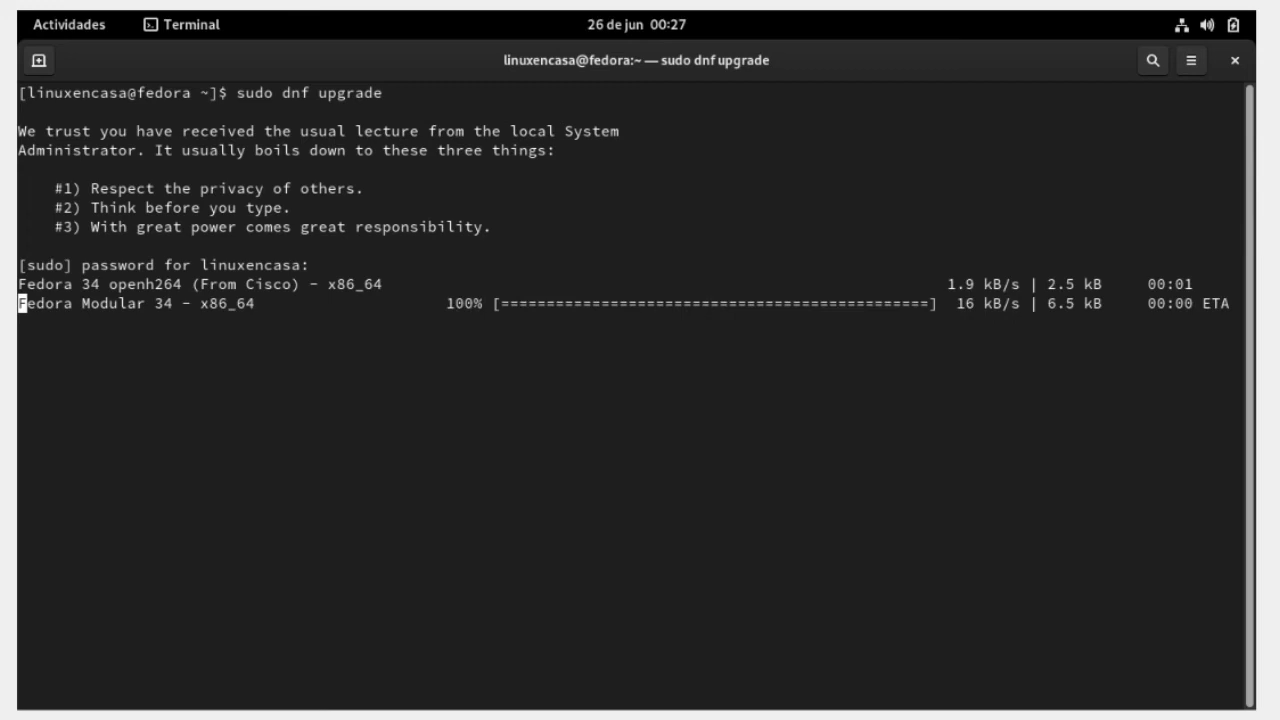 Actividades Terminal 26 de jun 00:27
linuxencasa@fedora:~ — sudo dnf upgrade
[linuxencasa@fedora ~]$ sudo dnf upgrade
We trust you have received the usual lecture from the local System
Administrator. It usually boils down to these three things:
#1) Respect the privacy of others.
#2) Think before you type.
#3) With great power comes great responsibility.
[sudo] password for linuxencasa:
Fedora 34 openh264 (From Cisco) - x86_64 1.9 kB/s | 2.5 kB 00:01
Fedora Modular 34 - x86_64 100% [===============================================] 16 kB/s | 6.5 kB 00:00 ETA